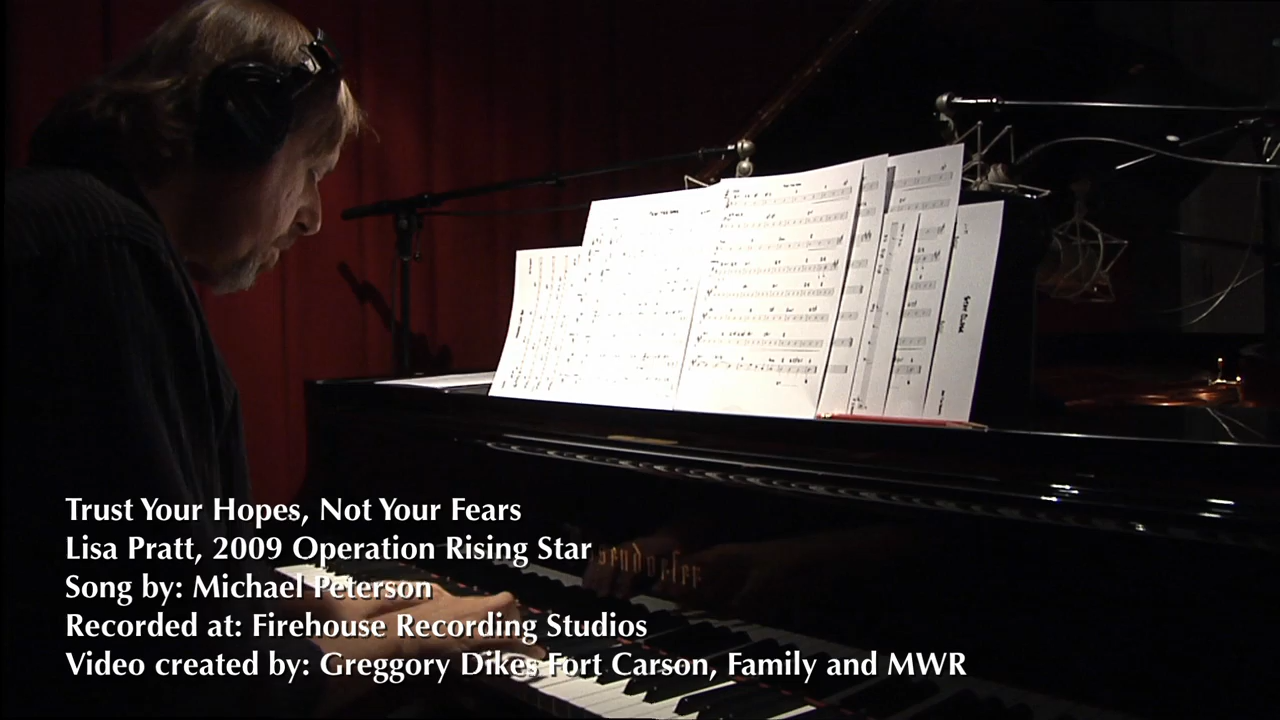 Trust Your Hopes, Not Your Fears
Lisa Pratt, 2009 Operation Rising Star
Song by: Michael Peterson
Recorded at: Firehouse Recording Studios
Video created by: Greggory Dikes Fort Carson, Family and MWR